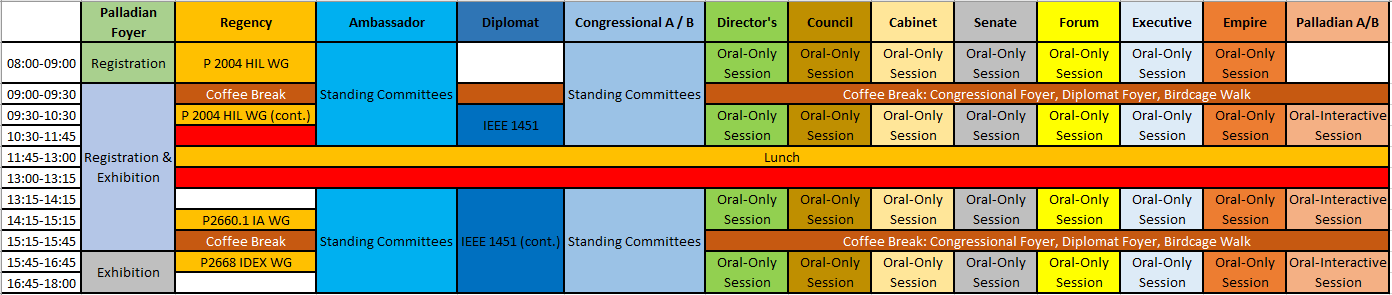 Palladian Foyer Regency Ambassador Diplomat Congressional A / B Director's Council Cabinet Senate Forum Executive Empire Palladian A/B
08:00-09:00 Registration P 2004 HIL WG Standing Committees Standing Committees Oral-Only Session Oral-Only Session Oral-Only Session Oral-Only Session Oral-Only Session Oral-Only Session Oral-Only Session
09:00-09:30 Registration & Exhibition Coffee Break Coffee Break: Congressional Foyer, Diplomat Foyer, Birdcage Walk
09:30-10:30 P 2004 HIL WG (cont.) IEEE 1451 Oral-Only Session Oral-Only Session Oral-Only Session Oral-Only Session Oral-Only Session Oral-Only Session Oral-Only Session Oral-Interactive Session
10:30-11:45
11:45-13:00 Lunch
13:00-13:15
13:15-14:15 Standing Committees IEEE 1451 (cont.) Standing Committees Oral-Only Session Oral-Only Session Oral-Only Session Oral-Only Session Oral-Only Session Oral-Only Session Oral-Only Session Oral-Interactive Session
14:15-15:15 P2660.1 IA WG
15:15-15:45 Coffee Break Coffee Break: Congressional Foyer, Diplomat Foyer, Birdcage Walk
15:45-16:45 Exhibition P2668 IDEX WG Oral-Only Session Oral-Only Session Oral-Only Session Oral-Only Session Oral-Only Session Oral-Only Session Oral-Only Session Oral-Interactive Session
16:45-18:00